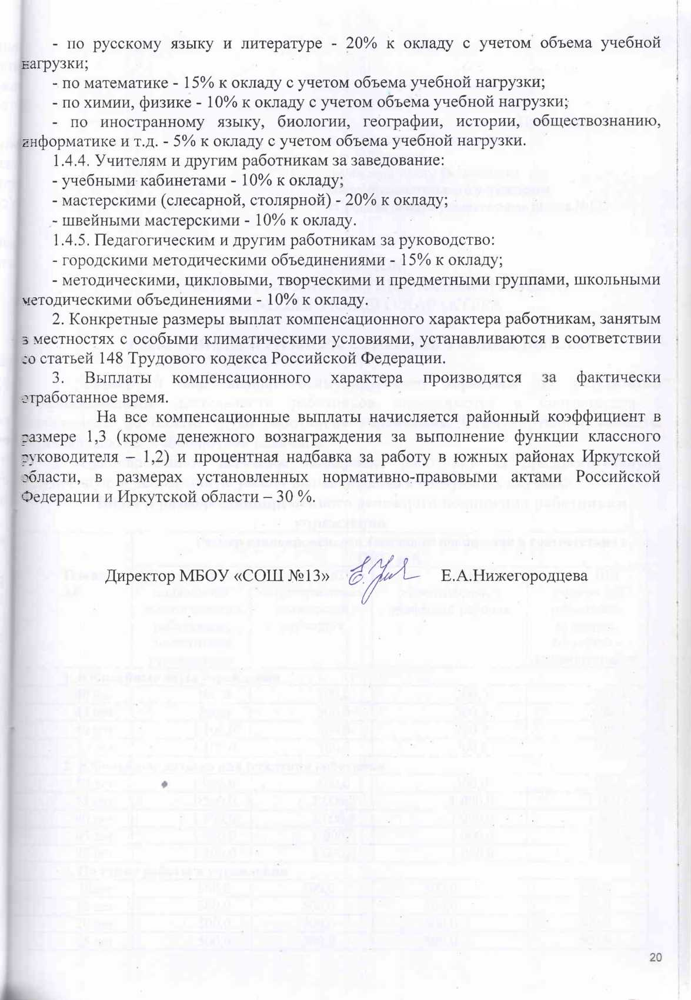 - по русскому языку и литературе - 20% к окладу с учетом объема учебной
нагрузки;
- по математике - 15% к окладу с учетом объема учебной нагрузки;
- по химии, физике - 10% к окладу с учетом объема учебной нагрузки;
- по иностранному языку, биологии, географии, истории, обществознанию,
информатике и т.д. - 5% к окладу с учетом объема учебной нагрузки.
1.4.4. Учителям и другим работникам за заведование:
- учебными кабинетами - 10% к окладу;
- мастерскими (слесарной, столярной) - 20% к окладу;
- швейными мастерскими - 10% к окладу.
1.4.5. Педагогическим и другим работникам за руководство:
- городскими методическими объединениями - 15% к окладу;
- методическими, цикловыми, творческими и предметными группами, школьными
методическими объединениями - 10% к окладу.
2. Конкретные размеры выплат компенсационного характера работникам, занятым
в местностях с особыми климатическими условиями, устанавливаются в соответствии
со статьей 148 Трудового кодекса Российской Федерации.
3. Выплаты компенсационного характера производятся за фактически
отработанное время.
На все компенсационные выплаты начисляется районный коэффициент в
размере 1,3 (кроме денежного вознаграждения за выполнение функции классного
руководителя – 1,2) и процентная надбавка за работу в южных районах Иркутской
области, в размерах установленных нормативно-правовыми актами Российской
Федерации и Иркутской области – 30 %.
Директор МБОУ «СОШ №13» Е.А.Нижегородцева
20